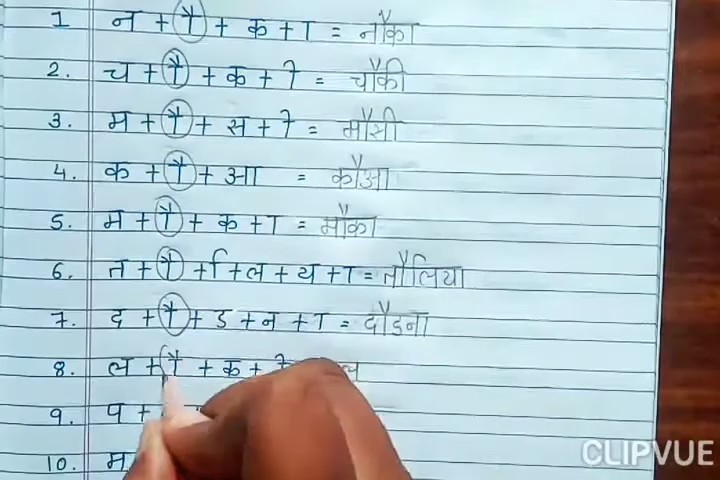 1 न + ौ + क + ा = नौका
2. च + ौ + क + ी = चौकी
3. म + ौ + स + ी = मौसी
4. क + ौ + आ = कौआ
5. म + ौ + क + ा = मौका
6. त + ौ + ि + ल + य + ा = तौलिया
7. द + ौ + ड + न + ा = दौडना
8. ल + ौ + क + ी ल
9. प +
10. म
CLIPVUE